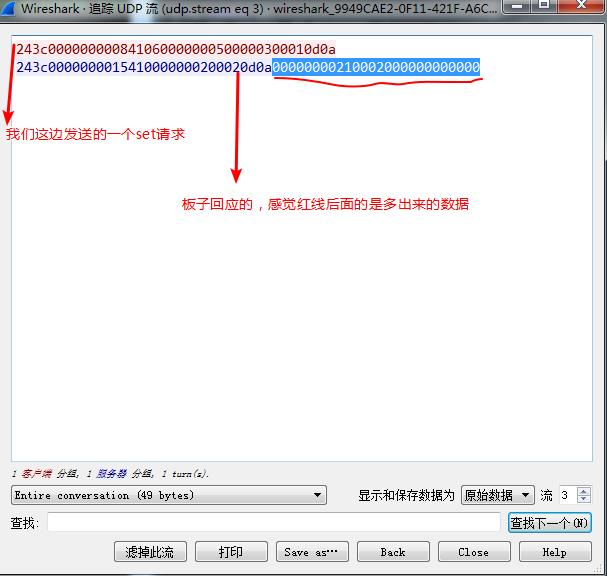 Wireshark · 追踪 UDP 流 (udp.stream eq 3) · wireshark_9949CAE2-0F11-421F-A6C...
243c00000000084106000000050000030001​0d0a
243c0000000015410000000200020d0a00000000210002000000000000
我们这边发送的一个set请求
板子回应的，感觉红线后面的是多出来的数据
1 客户端 分组, 1 服务器 分组, 1 turn(s).
Entire conversation (49 bytes) 显示和保存数据为 原始数据 流 3
查找: 查找下一个(N)
滤掉此流 打印 Save as… Back Close Help